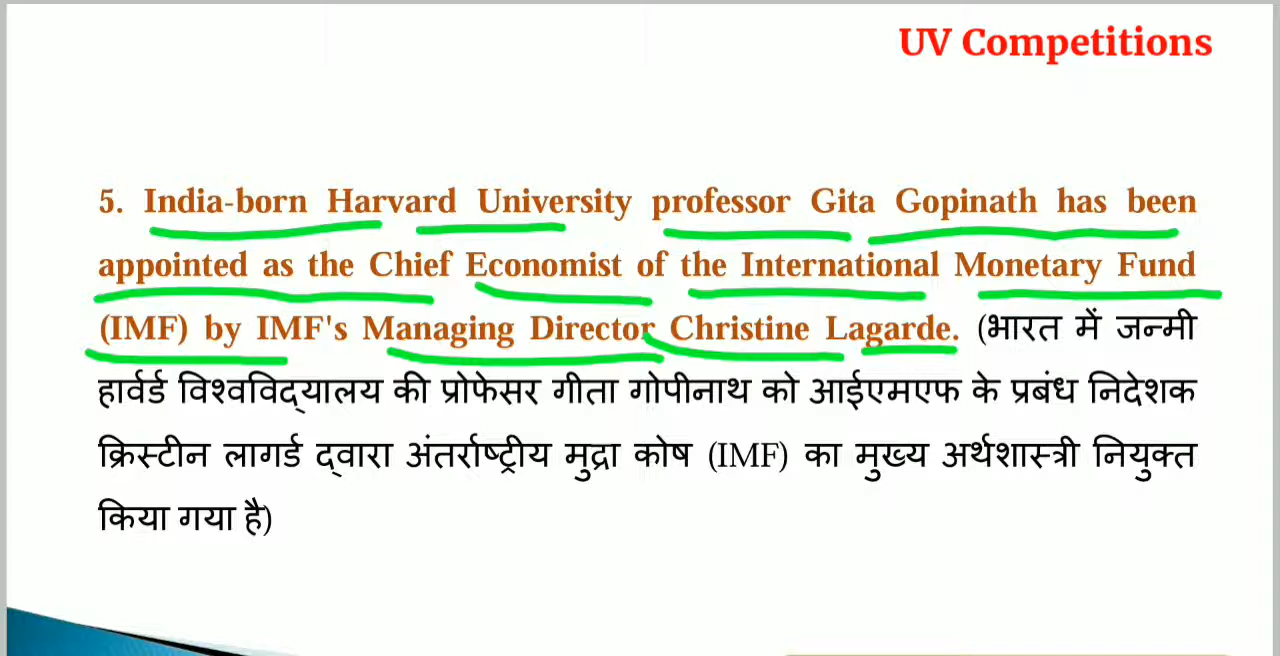 UV Competitions
5. India-born Harvard University professor Gita Gopinath has been
appointed as the Chief Economist of the International Monetary Fund
(IMF) by IMF's Managing Director Christine Lagarde. (भारत में जन्मी
हार्वर्ड विश्वविद्यालय की प्रोफेसर गीता गोपीनाथ को आईएमएफ के प्रबंध निदेशक
क्रिस्टीन लागर्ड द्वारा अंतर्राष्ट्रीय मुद्रा कोष (IMF) का मुख्य अर्थशास्त्री नियुक्त
किया गया है)